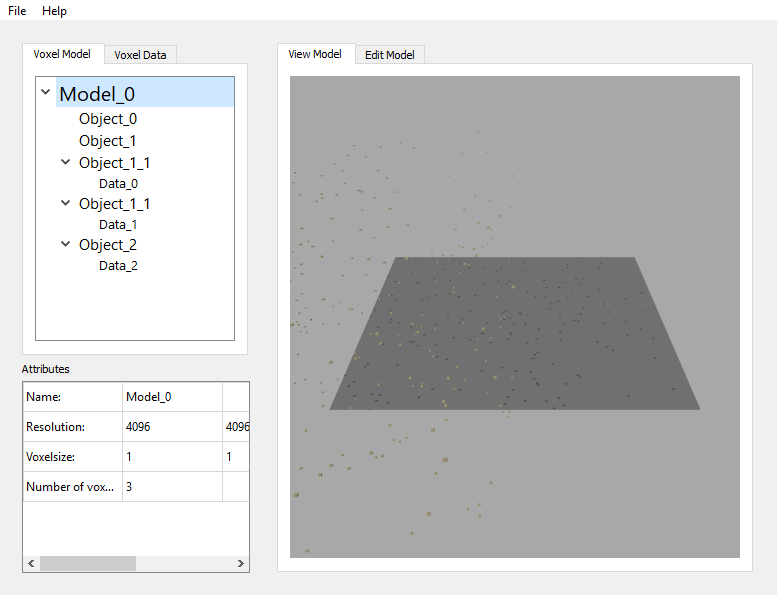 File Help
Voxel Model Voxel Data
View Model Edit Model
Model_0
Object_0
Object_1
Object_1_1
Data_0
Object_1_1
Data_1
Object_2
Data_2
Attributes
Name: Model_0
Resolution: 4096 4096
Voxelsize: 1 1
Number of vox... 3